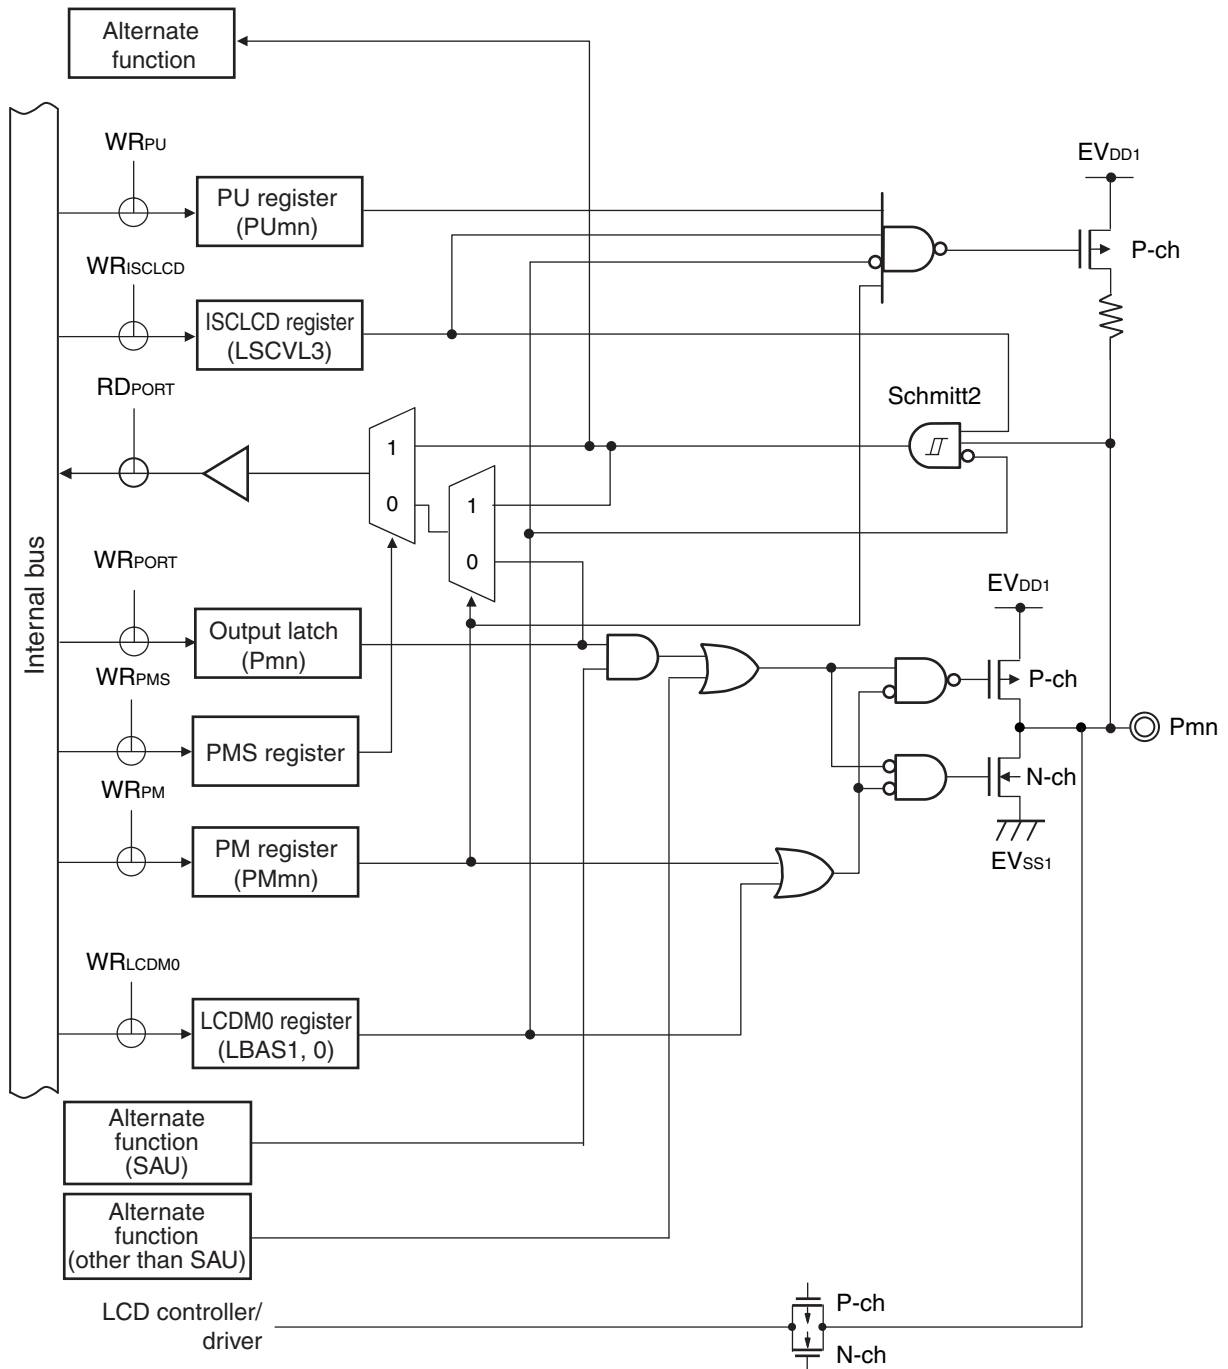 Alternate
function
WRPU
PU register
(PUmn)
EVDD1
P-ch
WRISCLCD
ISCLCD register
(LSCVL3)
RDPORT
Schmitt2
1
0
1
0
Internal bus
WRPORT
Output latch
(Pmn)
EVDD1
P-ch
Pmn
WRPMS
PMS register
N-ch
EVSS1
WRPM
PM register
(PMmn)
WRLCDM0
LCDM0 register
(LBAS1, 0)
Alternate
function
(SAU)
Alternate
function
(other than SAU)
LCD controller/
driver
P-ch
N-ch